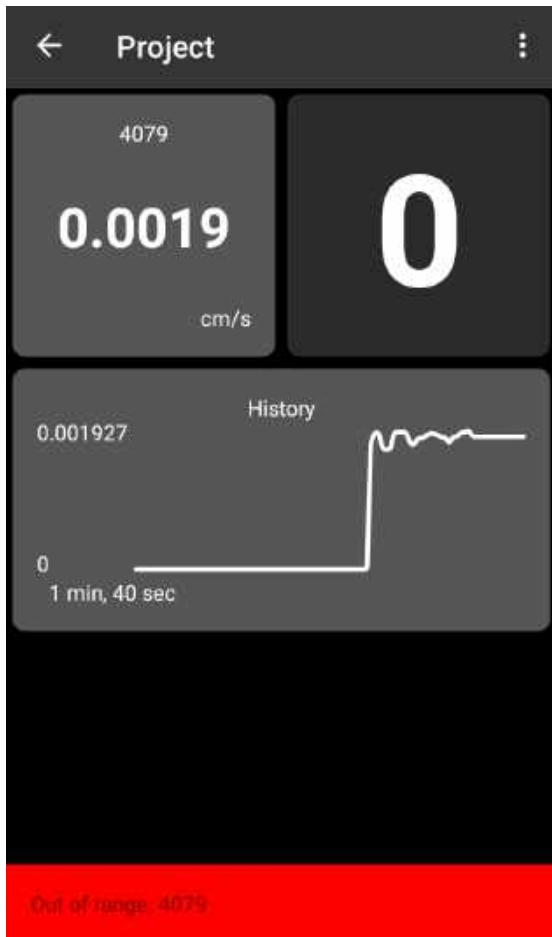 Project
4079
0.0019
cm/s
0
History
0.001927
0
1 min, 40 sec
Out of range: 4079